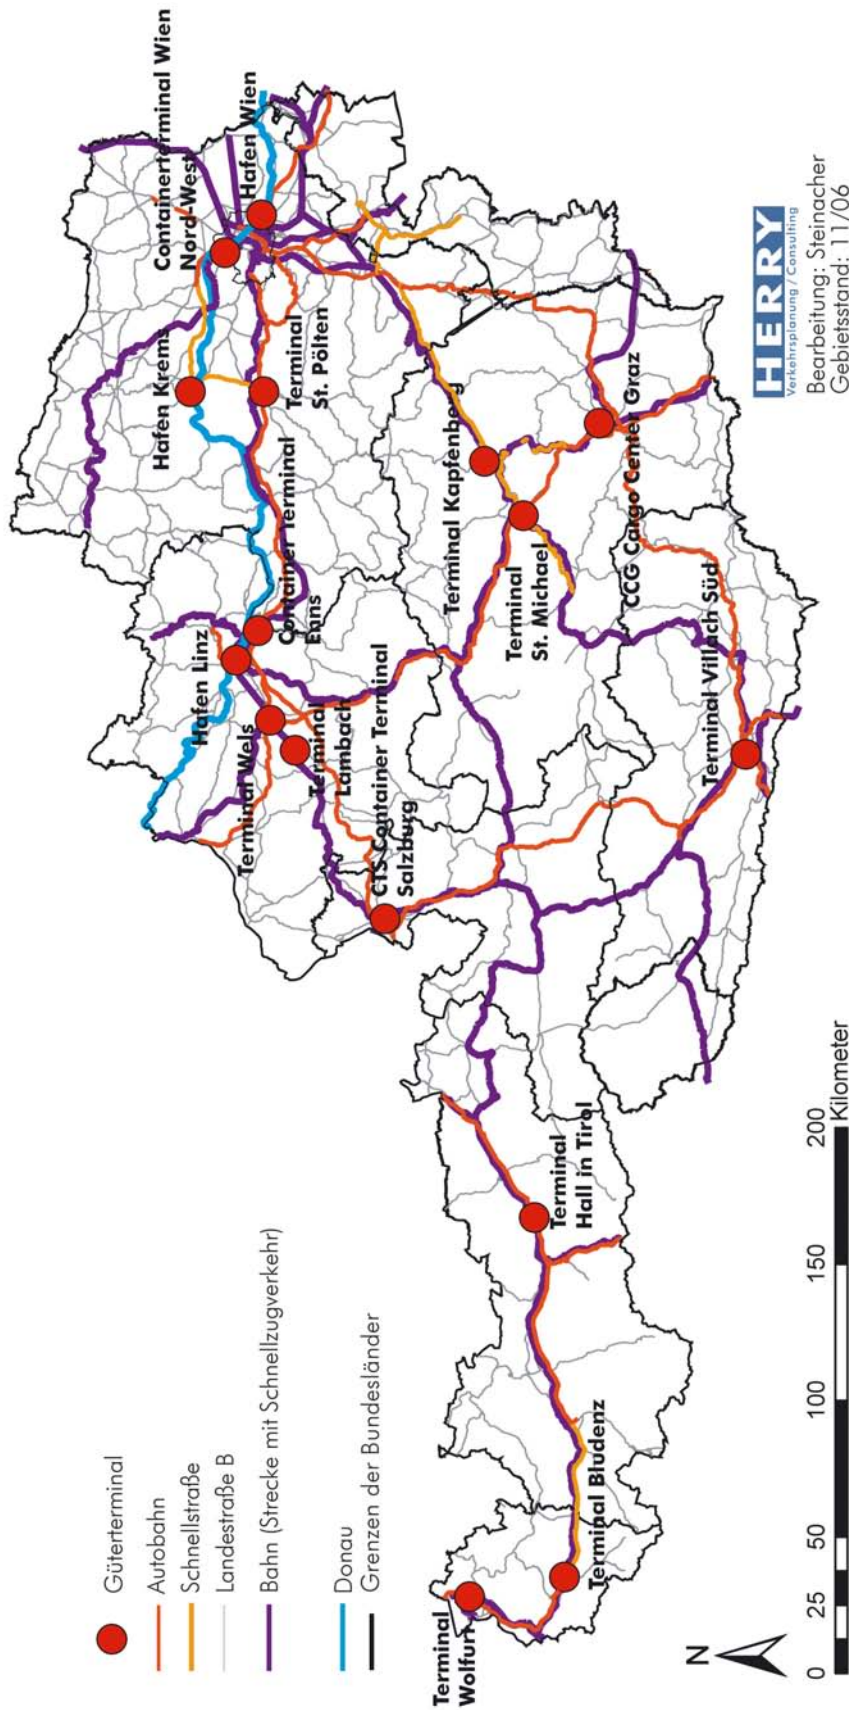 Güterterminal
Autobahn
Schnellstraße
Landestraße B
Bahn (Strecke mit Schnellzugverkehr)
Donau
Grenzen der Bundesländer
Containerterminal Wien
Nord-West
Hafen Wien
Hafen Krems
Terminal
St. Pölten
Container Terminal
Enns
Hafen Linz
Terminal Wels
Terminal
Lambach
CTS Container Terminal
Salzburg
Terminal Kapfenberg
Terminal
St. Michael
CCG Cargo Center Graz
Terminal Villach Süd
Terminal
Hall in Tirol
Terminal Bludenz
Terminal
Wolfurt
N
0 25 50 100 150 200
Kilometer
HERRY
Verkehrsplanung / Consulting
Bearbeitung: Steinacher
Gebietsstand: 11/06